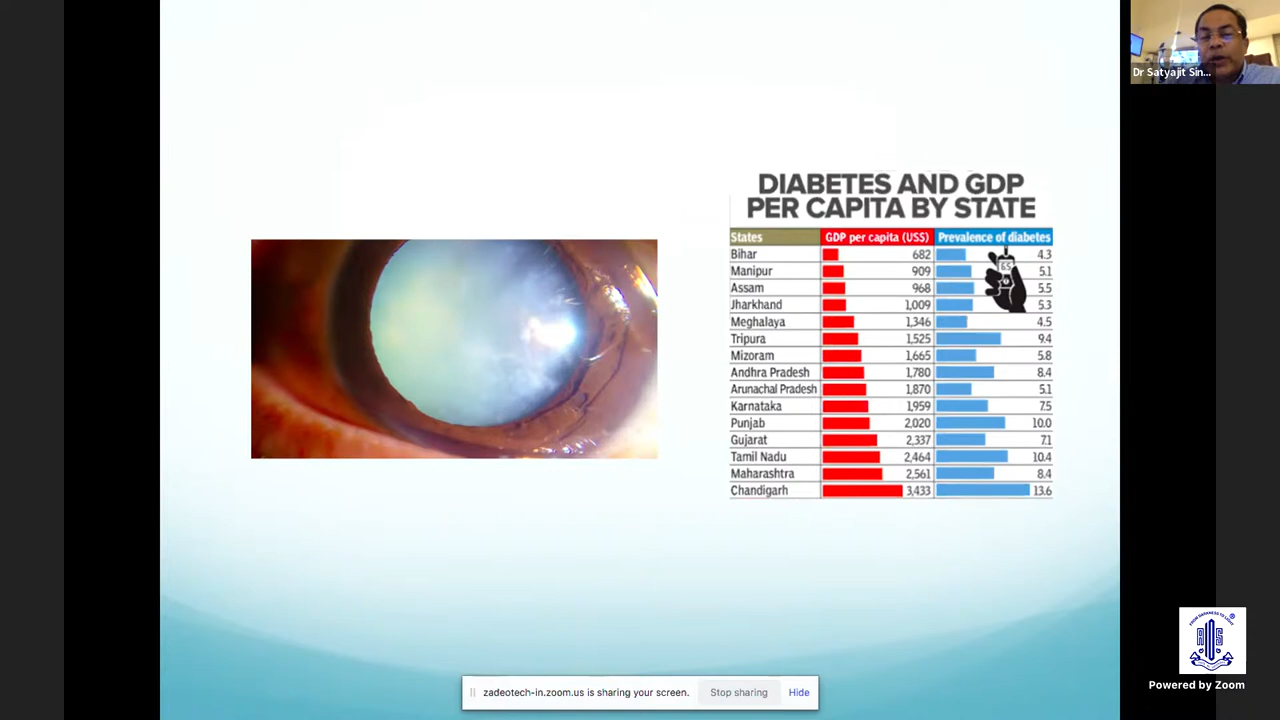 Dr Satyajit Sin...
DIABETES AND GDP
PER CAPITA BY STATE
States GDP per capita (US$) Prevalence of diabetes
Bihar 682 4.3
Manipur 909 5.1
Assam 968 5.5
Jharkhand 1,009 5.3
Meghalaya 1,346 4.5
Tripura 1,525 9.4
Mizoram 1,665 5.8
Andhra Pradesh 1,780 8.4
Arunachal Pradesh 1,870 5.1
Karnataka 1,959 7.5
Punjab 2,020 10.0
Gujarat 2,337 7.1
Tamil Nadu 2,464 10.4
Maharashtra 2,561 8.4
Chandigarh 3,433 13.6
zadeotech-in.zoom.us is sharing your screen. Stop sharing Hide
Powered by Zoom